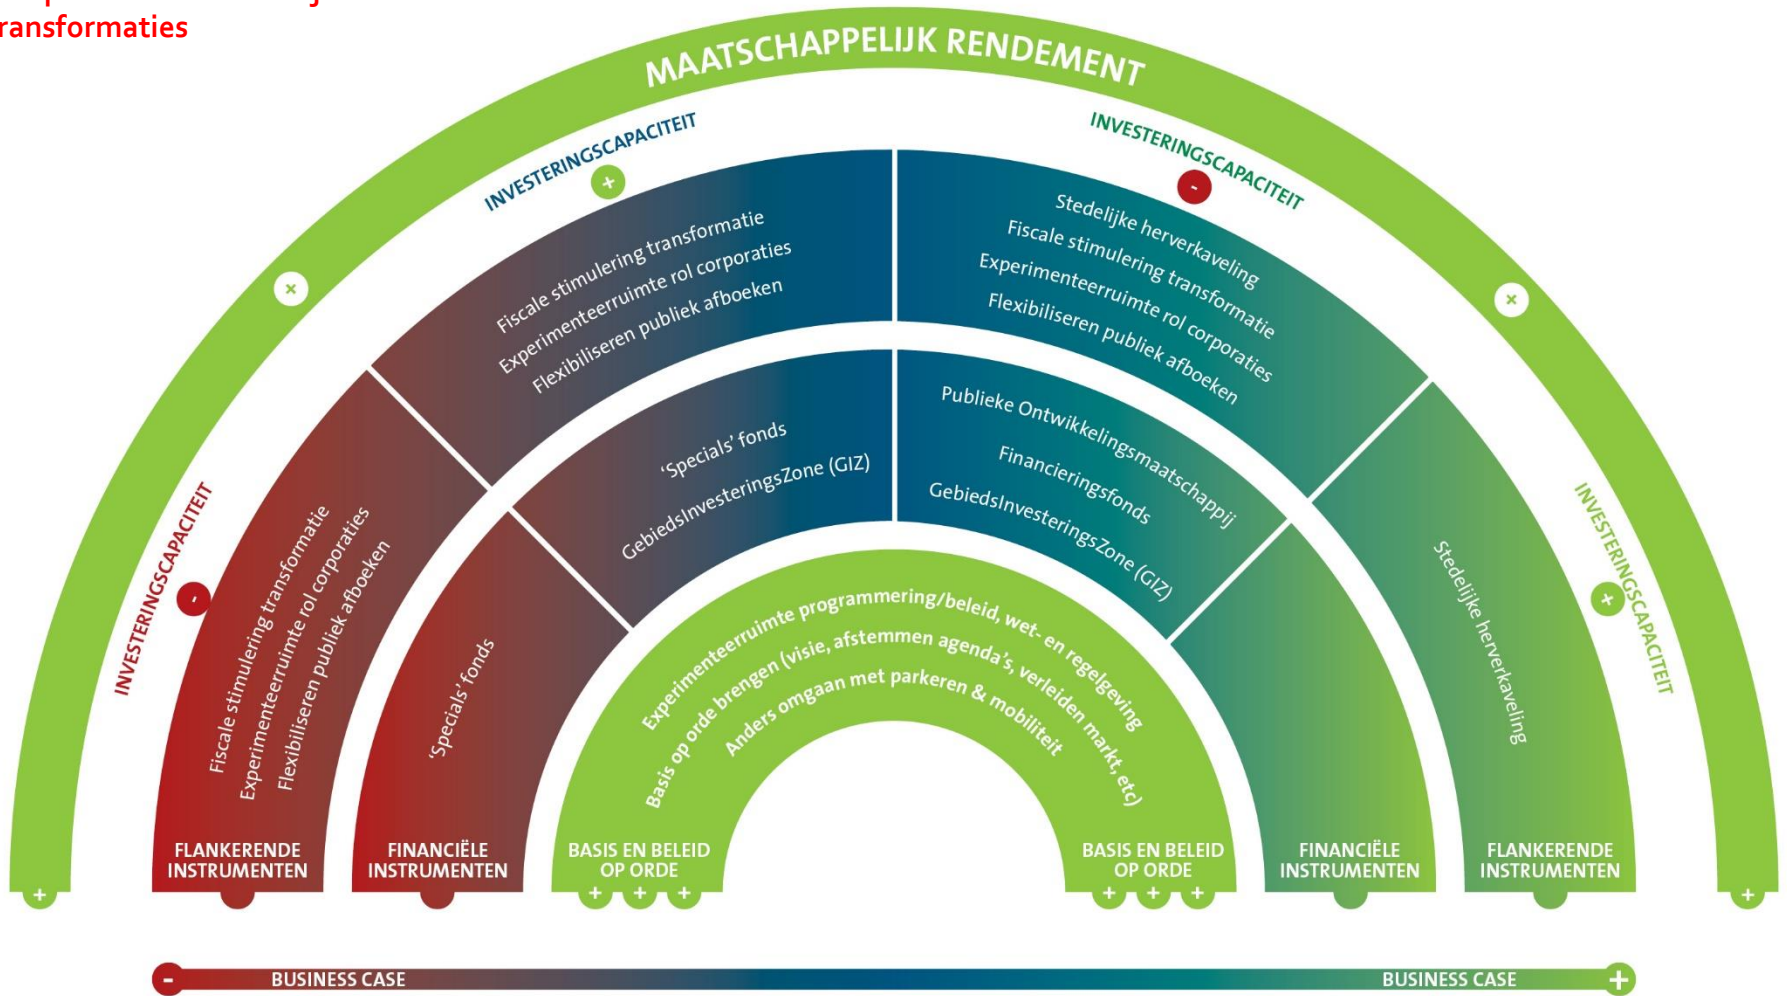 transformaties
MAATSCHAPPELIJK RENDEMENT
INVESTERINGSCAPACITEIT
+
INVESTERINGSCAPACITEIT
-
INVESTERINGSCAPACITEIT
-
INVESTERINGSCAPACITEIT
+
+
+
Fiscale stimulering transformatie
Experimenteerruimte rol corporaties
Flexibiliseren publiek afboeken
Fiscale stimulering transformatie
Experimenteerruimte rol corporaties
Flexibiliseren publiek afboeken
Stedelijke herverkaveling
Fiscale stimulering transformatie
Experimenteerruimte rol corporaties
Flexibiliseren publiek afboeken
Stedelijke herverkaveling
‘Specials’ fonds
‘Specials’ fonds
GebiedsInvesteringsZone (GIZ)
Publieke Ontwikkelingsmaatschappij
Financieringsfonds
GebiedsInvesteringsZone (GIZ)
Experimenteerruimte programmering/beleid, wet- en regelgeving
Basis op orde brengen (visie, afstemmen agenda’s, verleiden markt, etc)
Anders omgaan met parkeren & mobiliteit
FLANKERENDE
INSTRUMENTEN
FINANCIËLE
INSTRUMENTEN
BASIS EN BELEID
OP ORDE
BASIS EN BELEID
OP ORDE
FINANCIËLE
INSTRUMENTEN
FLANKERENDE
INSTRUMENTEN
+
+ + +
+ + +
+
- BUSINESS CASE
BUSINESS CASE +